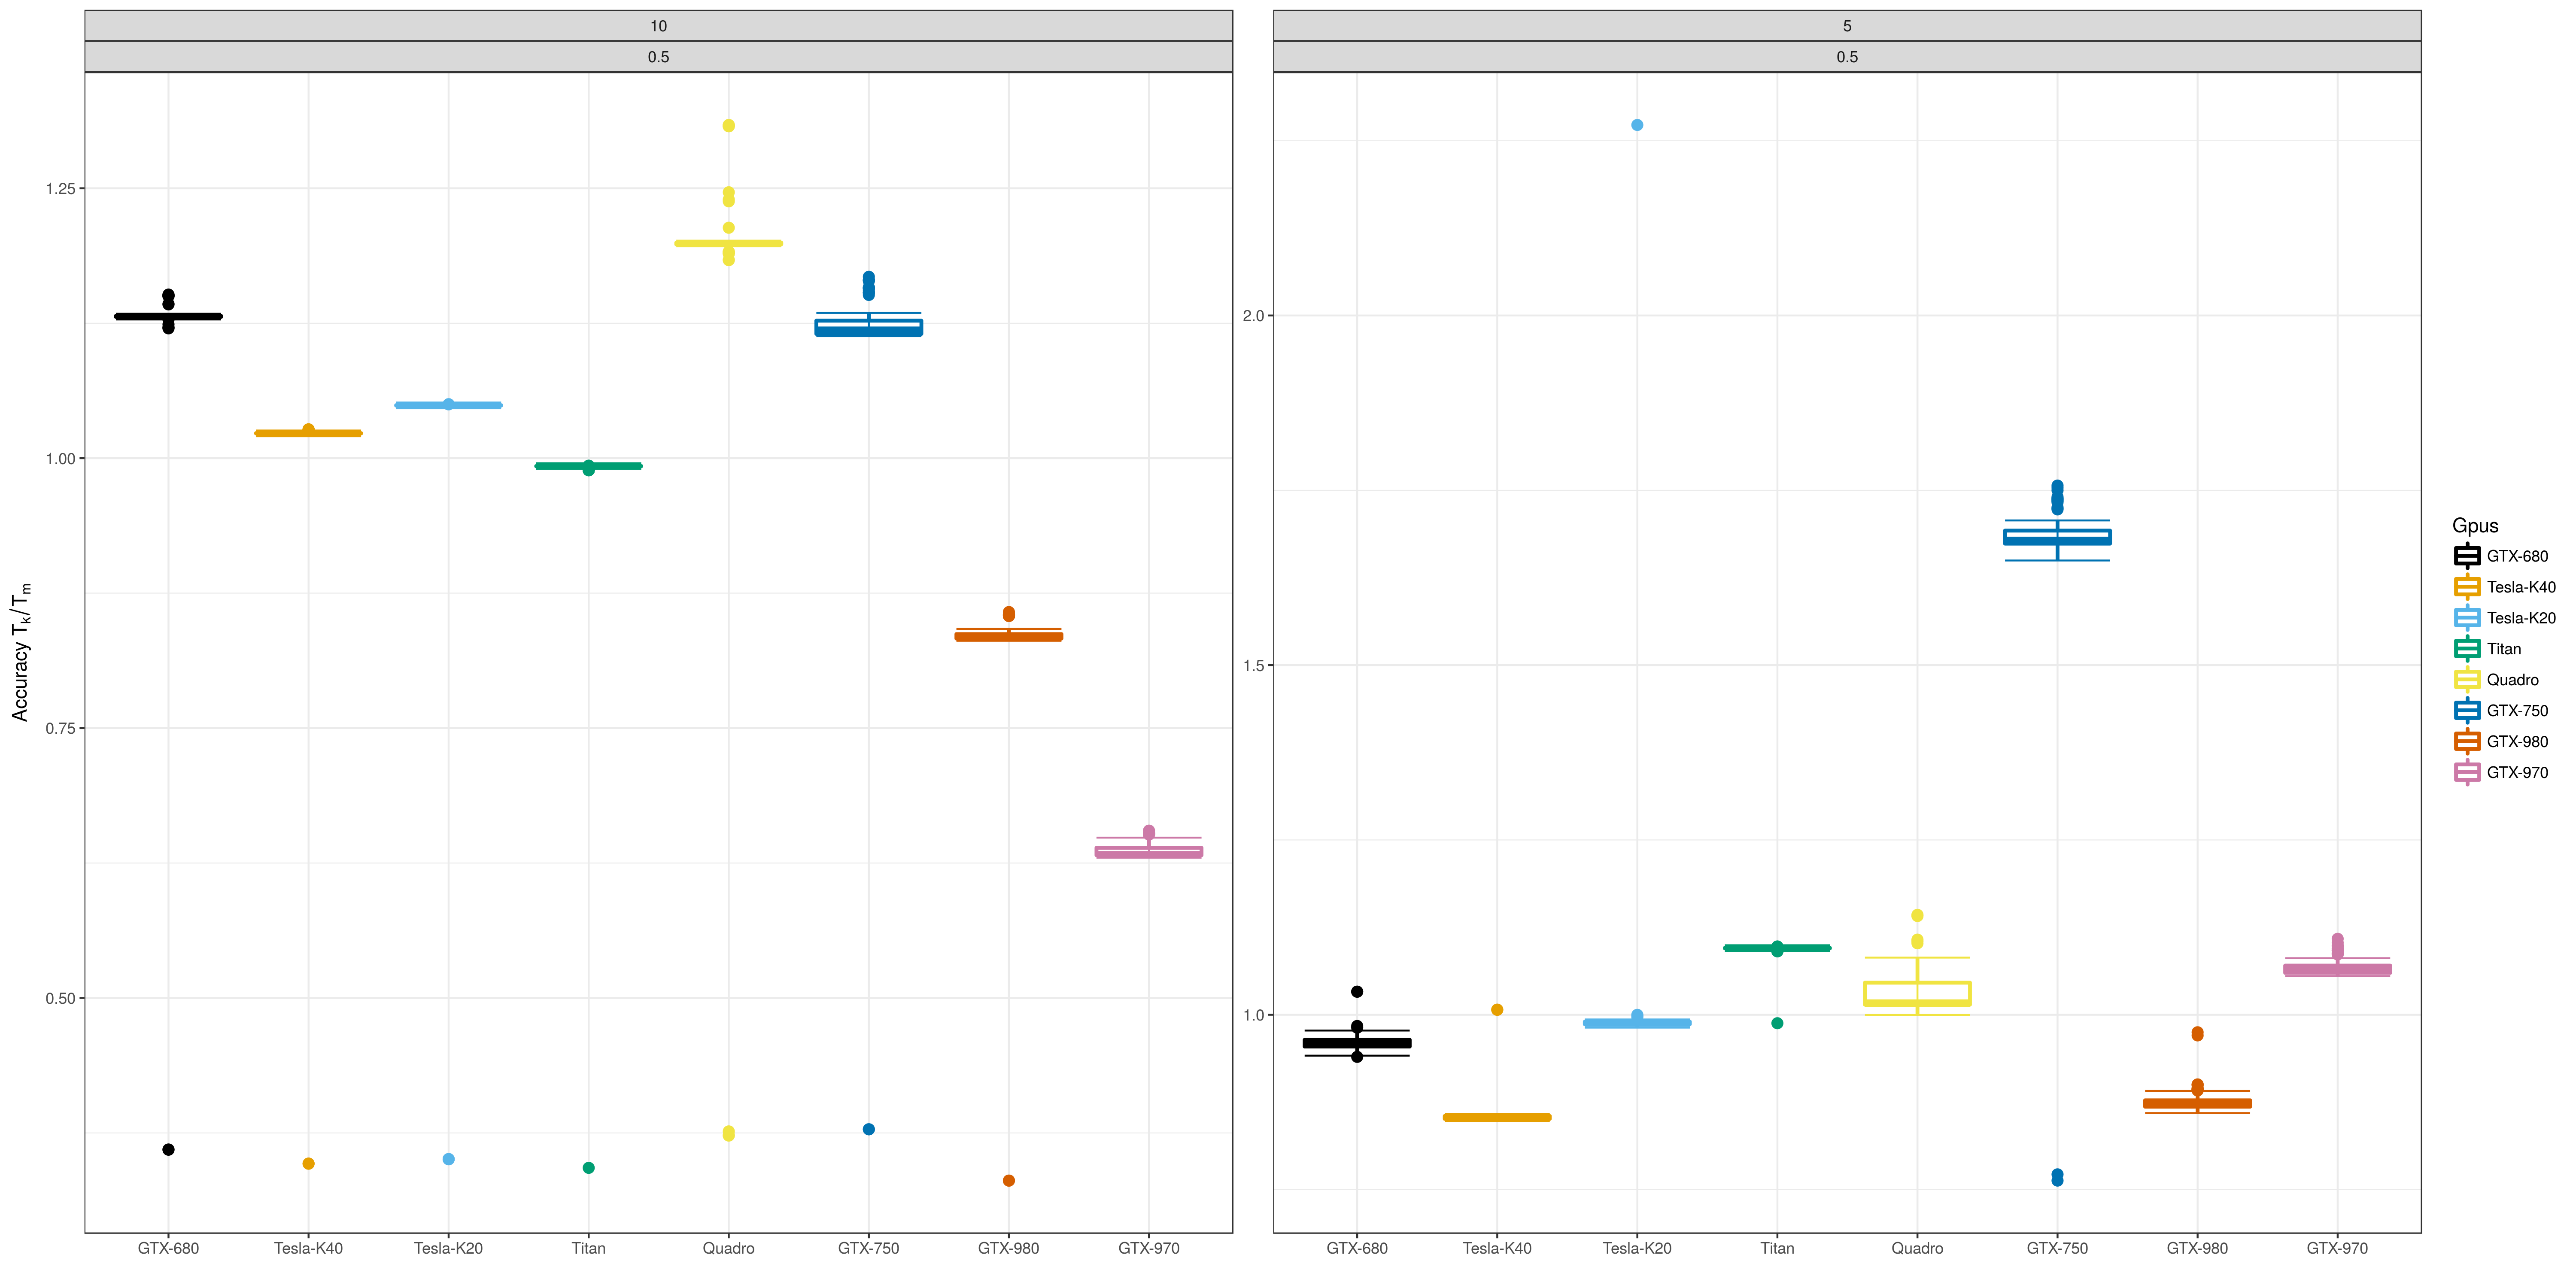 10
0.5
5
0.5
Accuracy Tk/Tm
1.25
1.00
0.75
0.50
2.0
1.5
1.0
GTX-680 Tesla-K40 Tesla-K20 Titan Quadro GTX-750 GTX-980 GTX-970
GTX-680 Tesla-K40 Tesla-K20 Titan Quadro GTX-750 GTX-980 GTX-970
Gpus
GTX-680
Tesla-K40
Tesla-K20
Titan
Quadro
GTX-750
GTX-980
GTX-970